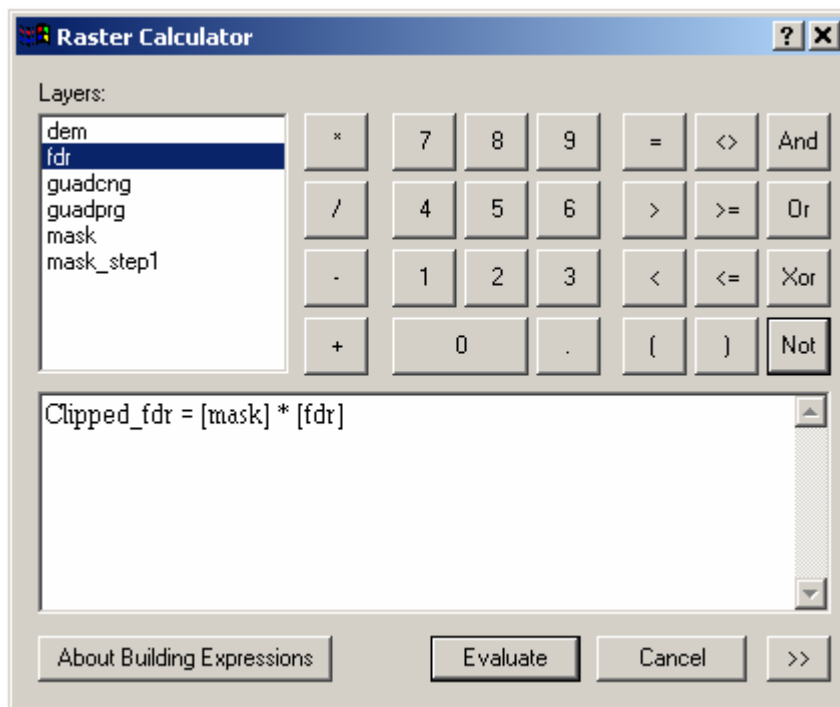 Raster Calculator
Layers:
dem
fdr
guadcng
guadprg
mask
mask_step1
* 7 8 9 = <> And
/ 4 5 6 > >= Or
- 1 2 3 < <= Xor
+ 0 . ( ) Not
Clipped_fdr = [mask] * [fdr]
About Building Expressions Evaluate Cancel >>